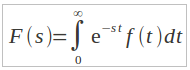 F(s)=∫₀^∞ e^{-st} f(t)dt